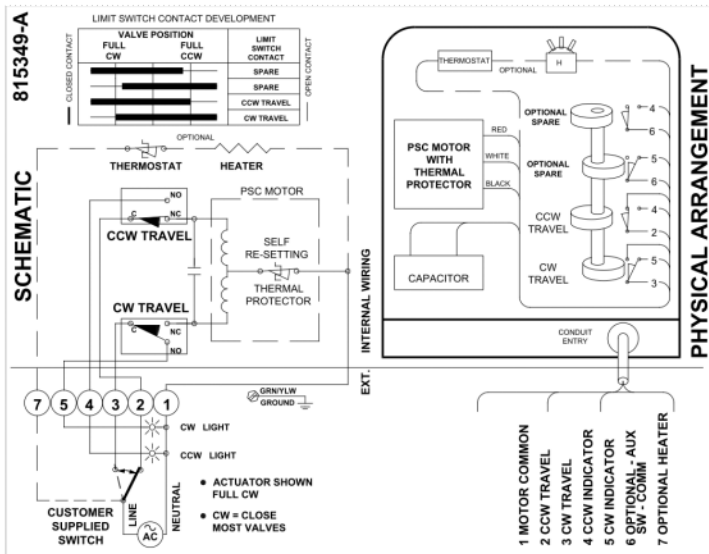 815349-A
LIMIT SWITCH CONTACT DEVELOPMENT
CLOSED CONTACT
VALVE POSITION
FULL CW
FULL CCW
LIMIT SWITCH CONTACT
OPEN CONTACT
SPARE
SPARE
CCW TRAVEL
CW TRAVEL
SCHEMATIC
OPTIONAL
THERMOSTAT
HEATER
PSC MOTOR
NO
C
NC
CCW TRAVEL
SELF
RE-SETTING
THERMAL
PROTECTOR
CW TRAVEL
C
NC
NO
INTERNAL WIRING
EXT.
7 5 4 3 2 1
GRN/YLW
GROUND
CW LIGHT
CCW LIGHT
CUSTOMER
SUPPLIED
SWITCH
LINE
AC
NEUTRAL
• ACTUATOR SHOWN
FULL CW
• CW = CLOSE
MOST VALVES
PHYSICAL ARRANGEMENT
THERMOSTAT
OPTIONAL
H
PSC MOTOR
WITH
THERMAL
PROTECTOR
RED
WHITE
BLACK
CAPACITOR
OPTIONAL
SPARE
4
6
OPTIONAL
SPARE
5
6
CCW
TRAVEL
4
2
CW
TRAVEL
5
3
CONDUIT
ENTRY
1 MOTOR COMMON
2 CCW TRAVEL
3 CW TRAVEL
4 CCW INDICATOR
5 CW INDICATOR
6 OPTIONAL - AUX
SW - COMM
7 OPTIONAL HEATER